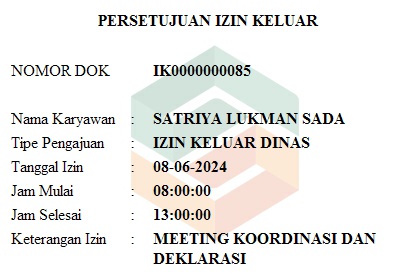 PERSETUJUAN IZIN KELUAR
NOMOR DOK IK0000000085
Nama Karyawan : SATRIYA LUKMAN SADA
Tipe Pengajuan : IZIN KELUAR DINAS
Tanggal Izin : 08-06-2024
Jam Mulai : 08:00:00
Jam Selesai : 13:00:00
Keterangan Izin : MEETING KOORDINASI DAN
DEKLARASI